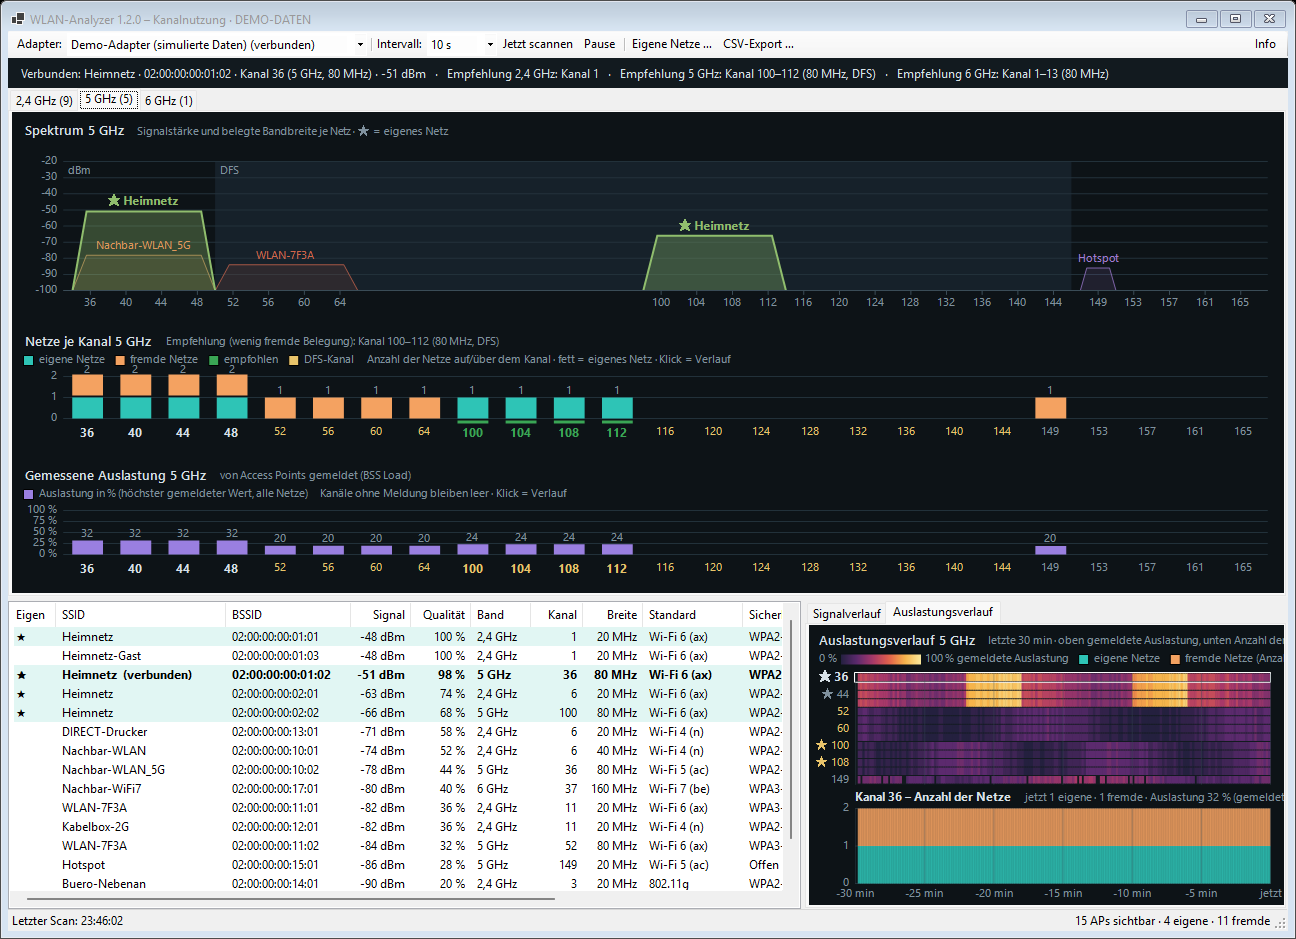 WLAN-Analyzer 1.2.0 – Kanalnutzung · DEMO-DATEN
Adapter: Demo-Adapter (simulierte Daten) (verbunden) Intervall: 10 s Jetzt scannen Pause Eigene Netze ... CSV-Export ... Info
Verbunden: Heimnetz · 02:00:00:00:01:02 · Kanal 36 (5 GHz, 80 MHz) · -51 dBm · Empfehlung 2,4 GHz: Kanal 1 · Empfehlung 5 GHz: Kanal 100–112 (80 MHz, DFS) · Empfehlung 6 GHz: Kanal 1–13 (80 MHz)
2,4 GHz (9) 5 GHz (5) 6 GHz (1)
Spektrum 5 GHz Signalstärke und belegte Bandbreite je Netz · ★ = eigenes Netz
-20
dBm DFS
-30
-40
★ Heimnetz
-50
-60
★ Heimnetz
-70
Nachbar-WLAN_5G
-80
WLAN-7F3A
Hotspot
-90
-100
36 40 44 48 52 56 60 64 100 104 108 112 116 120 124 128 132 136 140 144 149 153 157 161 165
Netze je Kanal 5 GHz Empfehlung (wenig fremde Belegung): Kanal 100–112 (80 MHz, DFS)
eigene Netze fremde Netze empfohlen DFS-Kanal Anzahl der Netze auf/über dem Kanal · fett = eigenes Netz · Klick = Verlauf
2 2 2 2 2
1 1 1 1 1 1 1 1 1 1
0
36 40 44 48 52 56 60 64 100 104 108 112 116 120 124 128 132 136 140 144 149 153 157 161 165
Gemessene Auslastung 5 GHz von Access Points gemeldet (BSS Load)
Auslastung in % (höchster gemeldeter Wert, alle Netze) Kanäle ohne Meldung bleiben leer · Klick = Verlauf
100 %
75 %
50 %
25 %
0 %
32 32 32 32 20 20 20 20 24 24 24 24 20
36 40 44 48 52 56 60 64 100 104 108 112 116 120 124 128 132 136 140 144 149 153 157 161 165
Eigen SSID BSSID Signal Qualität Band Kanal Breite Standard Sicher
★ Heimnetz 02:00:00:00:01:01 -48 dBm 100 % 2,4 GHz 1 20 MHz Wi-Fi 6 (ax) WPA2-
Heimnetz-Gast 02:00:00:00:01:03 -48 dBm 100 % 2,4 GHz 1 20 MHz Wi-Fi 6 (ax) WPA2-
★ Heimnetz (verbunden) 02:00:00:00:01:02 -51 dBm 98 % 5 GHz 36 80 MHz Wi-Fi 6 (ax) WPA2
★ Heimnetz 02:00:00:00:02:01 -63 dBm 74 % 2,4 GHz 6 20 MHz Wi-Fi 6 (ax) WPA2-
★ Heimnetz 02:00:00:00:02:02 -66 dBm 68 % 5 GHz 100 80 MHz Wi-Fi 6 (ax) WPA2-
DIRECT-Drucker 02:00:00:00:13:01 -71 dBm 58 % 2,4 GHz 6 20 MHz Wi-Fi 4 (n) WPA2-
Nachbar-WLAN 02:00:00:00:10:01 -74 dBm 52 % 2,4 GHz 6 40 MHz Wi-Fi 4 (n) WPA2-
Nachbar-WLAN_5G 02:00:00:00:10:02 -78 dBm 44 % 5 GHz 36 80 MHz Wi-Fi 5 (ac) WPA2-
Nachbar-WiFi7 02:00:00:00:17:01 -80 dBm 40 % 6 GHz 37 160 MHz Wi-Fi 7 (be) WPA3-
WLAN-7F3A 02:00:00:00:11:01 -82 dBm 36 % 2,4 GHz 11 20 MHz Wi-Fi 6 (ax) WPA2-
Kabelbox-2G 02:00:00:00:12:01 -82 dBm 36 % 2,4 GHz 11 20 MHz Wi-Fi 4 (n) WPA2-
WLAN-7F3A 02:00:00:00:11:02 -84 dBm 32 % 5 GHz 52 80 MHz Wi-Fi 6 (ax) WPA3-
Hotspot 02:00:00:00:15:01 -86 dBm 28 % 5 GHz 149 20 MHz Wi-Fi 5 (ac) Offen
Buero-Nebenan 02:00:00:00:14:01 -90 dBm 20 % 2,4 GHz 3 20 MHz 802.11g WPA2-
Signalverlauf Auslastungsverlauf
Auslastungsverlauf 5 GHz letzte 30 min · oben gemeldete Auslastung, unten Anzahl der
0 % 100 % gemeldete Auslastung eigene Netze fremde Netze (Anza
★ 36
★ 44
52
60
★ 100
★ 108
149
Kanal 36 – Anzahl der Netze jetzt 1 eigene · 1 fremde · Auslastung 32 % (gemeldet
2
1
0
-30 min -25 min -20 min -15 min -10 min -5 min jetzt
Letzter Scan: 23:46:02 15 APs sichtbar · 4 eigene · 11 fremde